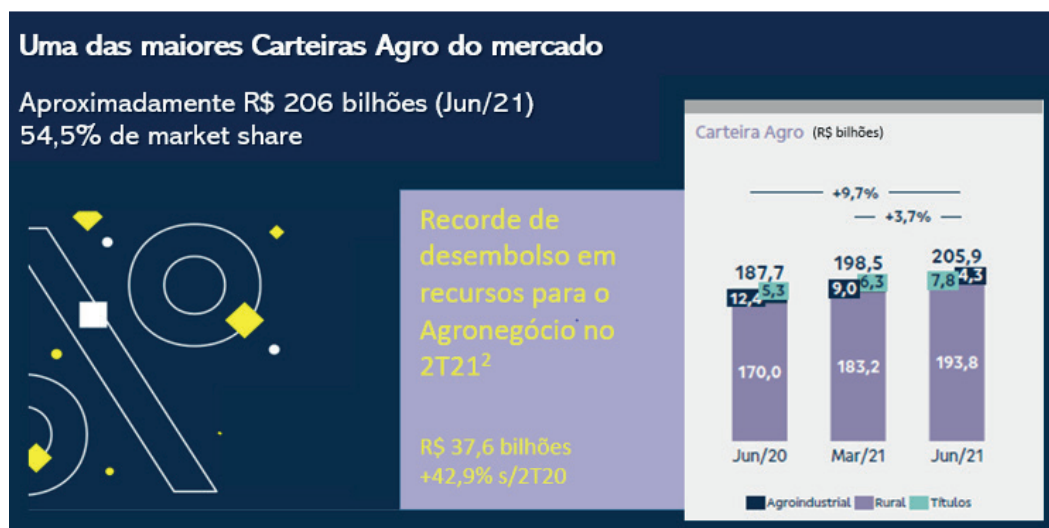 Uma das maiores Carteiras Agro do mercado
Aproximadamente R$ 206 bilhões (Jun/21)
54,5% de market share
Recorde de
desembolso em
recursos para o
Agronegócio no
2T21²
R$ 37,6 bilhões
+42,9% s/2T20
Carteira Agro (R$ bilhões)
+9,7%
+3,7%
187,7 198,5 205,9
12,4 5,3 9,0 6,3 7,8 4,3
170,0 183,2 193,8
Jun/20 Mar/21 Jun/21
Agroindustrial Rural Títulos